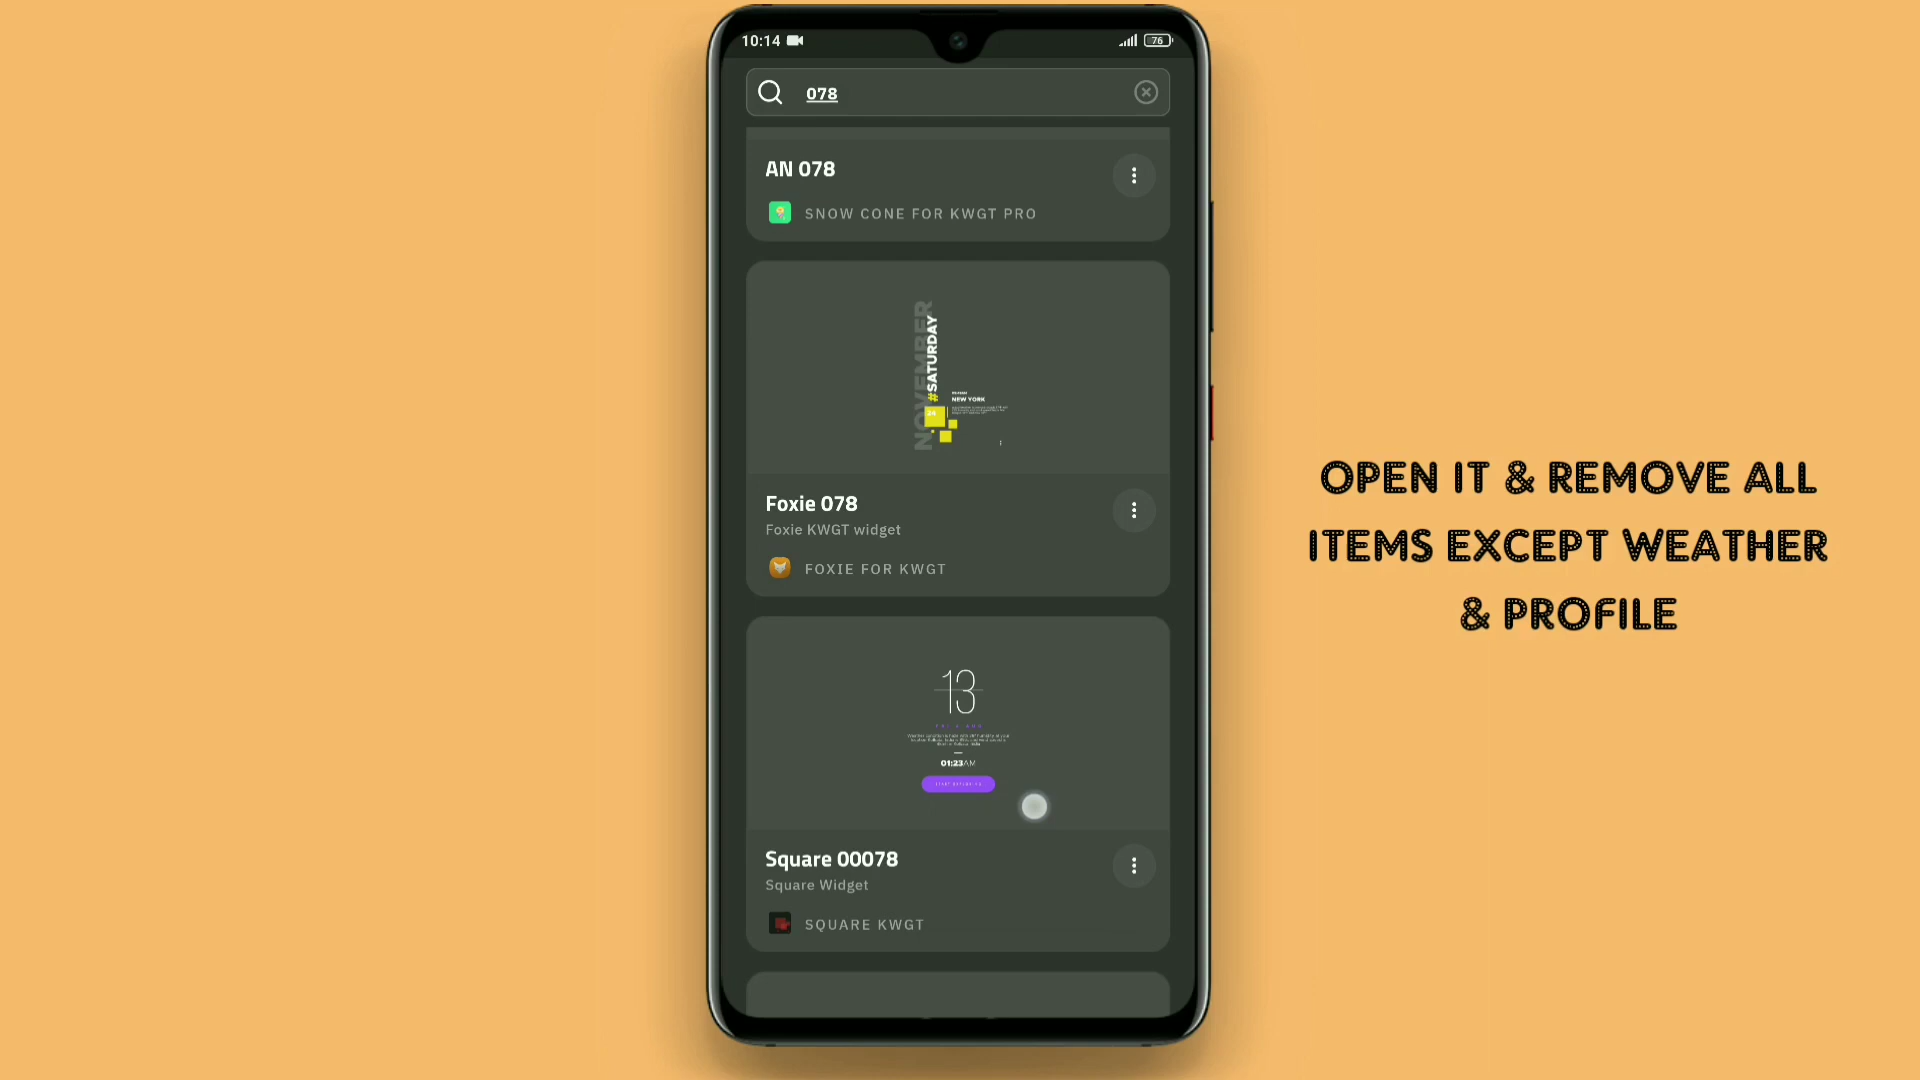 10:14
76
078
AN 078
SNOW CONE FOR KWGT PRO
NOVEMBER
#SATURDAY
NEW YORK
24
Foxie 078
Foxie KWGT widget
FOXIE FOR KWGT
13
01:23AM
Square 00078
Square Widget
SQUARE KWGT
OPEN IT & REMOVE ALL
ITEMS EXCEPT WEATHER
& PROFILE